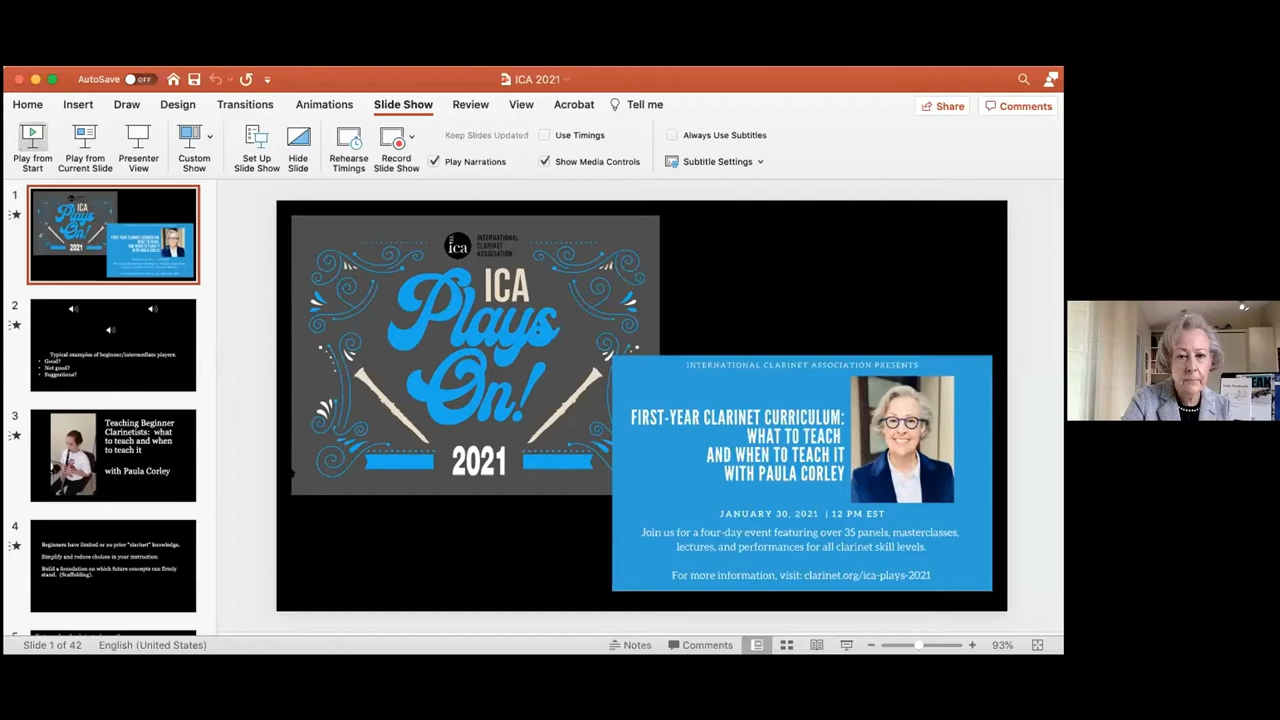 AutoSave OFF
ICA 2021
Home Insert Draw Design Transitions Animations Slide Show Review View Acrobat Tell me
Share Comments
Keep Slides Updated Use Timings
Always Use Subtitles
Play from Start
Play from Current Slide
Presenter View
Custom Show
Set Up Slide Show
Hide Slide
Rehearse Timings
Record Slide Show
Play Narrations Show Media Controls
Subtitle Settings
1
ICA
Plays
On!
2021
2
Typical examples of beginner/intermediate players.
• Good?
• Not good?
• Suggestions?
3
Teaching Beginner
Clarinetists: what
to teach and when
to teach it
with Paula Corley
4
Beginners have limited or no prior "clarinet" knowledge.
Simplify and reduce choices in your instruction.
Build a foundation on which future concepts can firmly
stand. (Scaffolding).
ica
INTERNATIONAL
CLARINET
ASSOCIATION
ICA
Plays
On!
2021
INTERNATIONAL CLARINET ASSOCIATION PRESENTS
FIRST-YEAR CLARINET CURRICULUM:
WHAT TO TEACH
AND WHEN TO TEACH IT
WITH PAULA CORLEY
JANUARY 30, 2021 | 12 PM EST
Join us for a four-day event featuring over 35 panels, masterclasses,
lectures, and performances for all clarinet skill levels.
For more information, visit: clarinet.org/ica-plays-2021
Slide 1 of 42 English (United States)
Notes Comments 93%